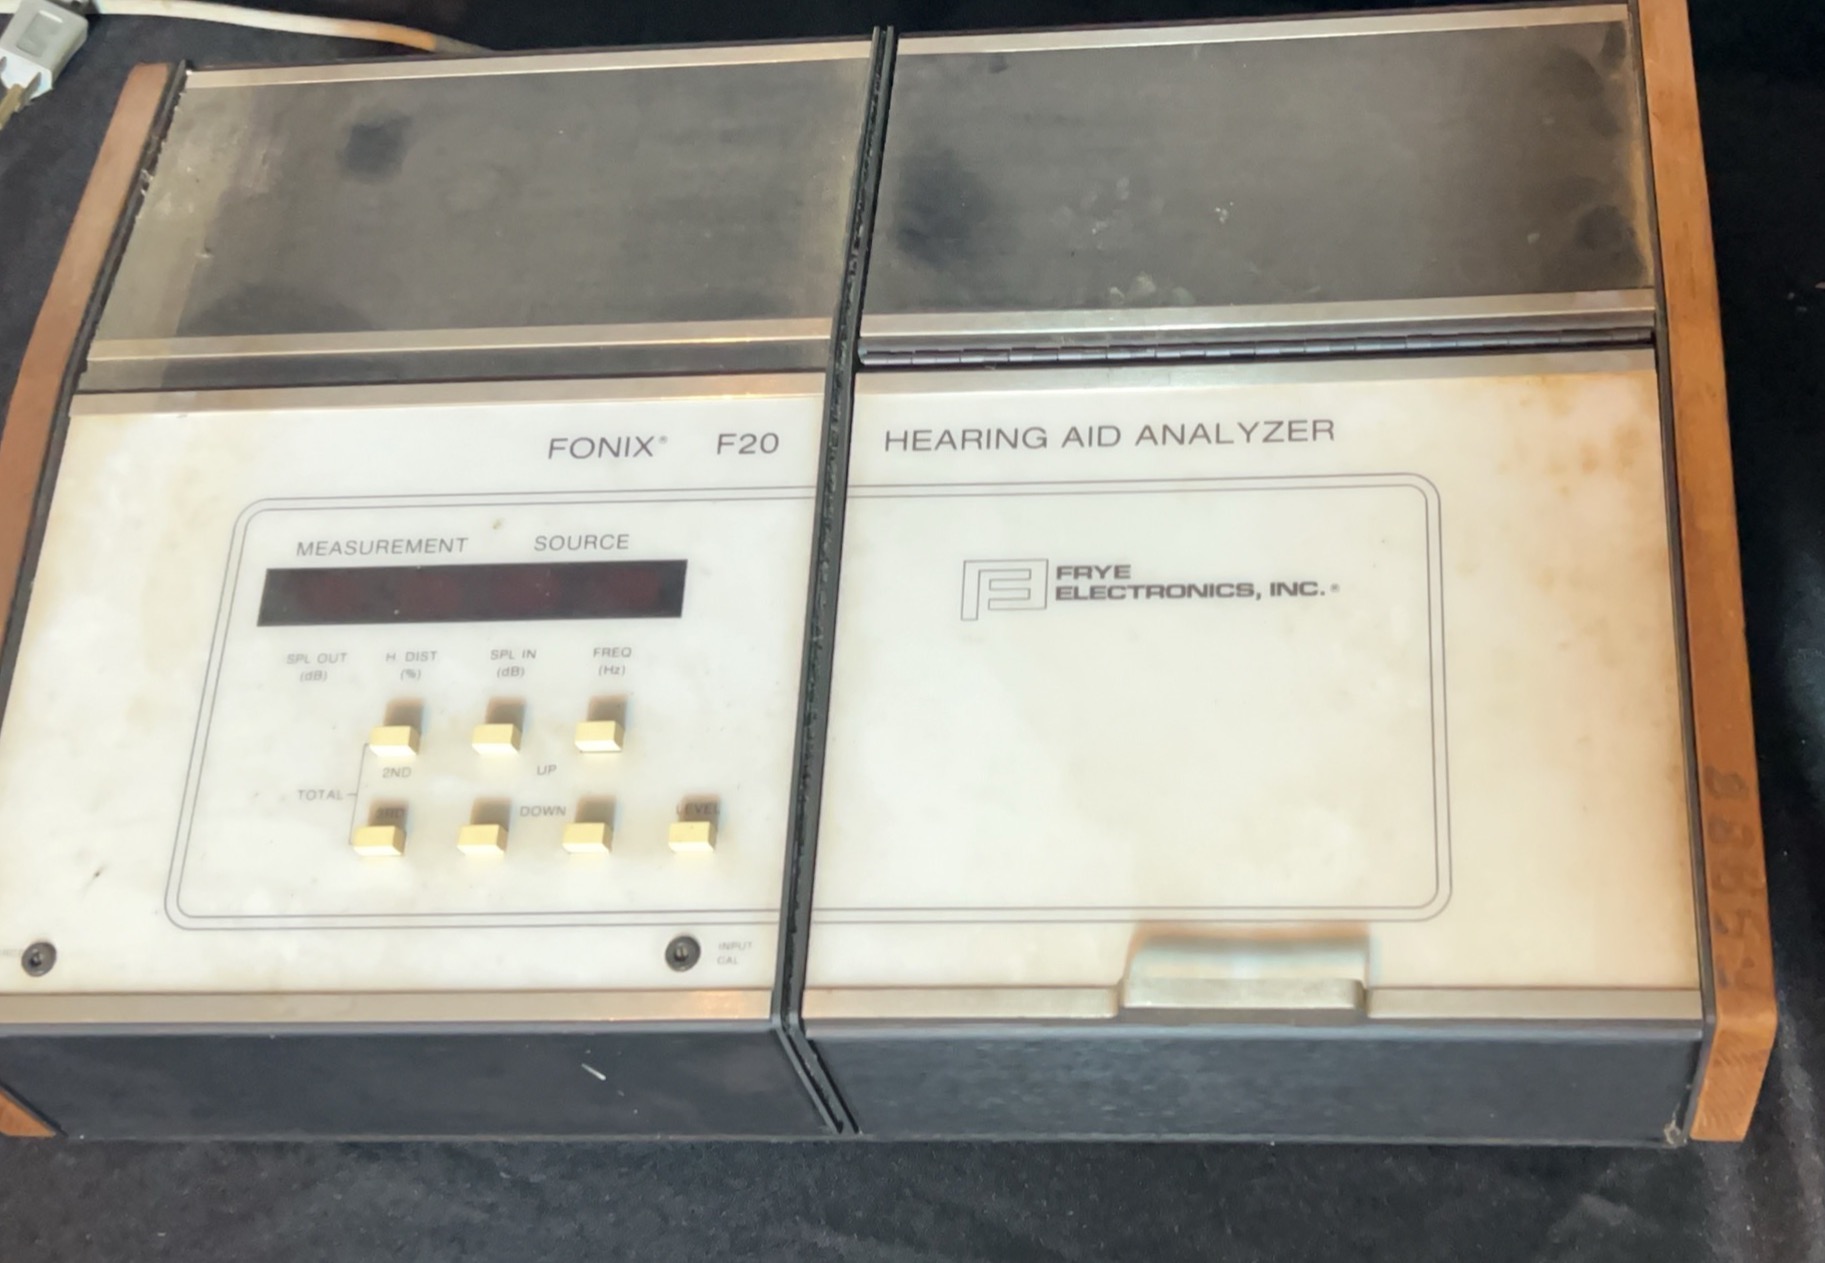 FONIX® F20 HEARING AID ANALYZER
MEASUREMENT SOURCE
FRYE
ELECTRONICS, INC.®
SPL OUT H. DIST SPL IN FREQ
(dB) (%) (dB) (Hz)
2ND UP
TOTAL
3RD DOWN LEVEL
INPUT
CAL